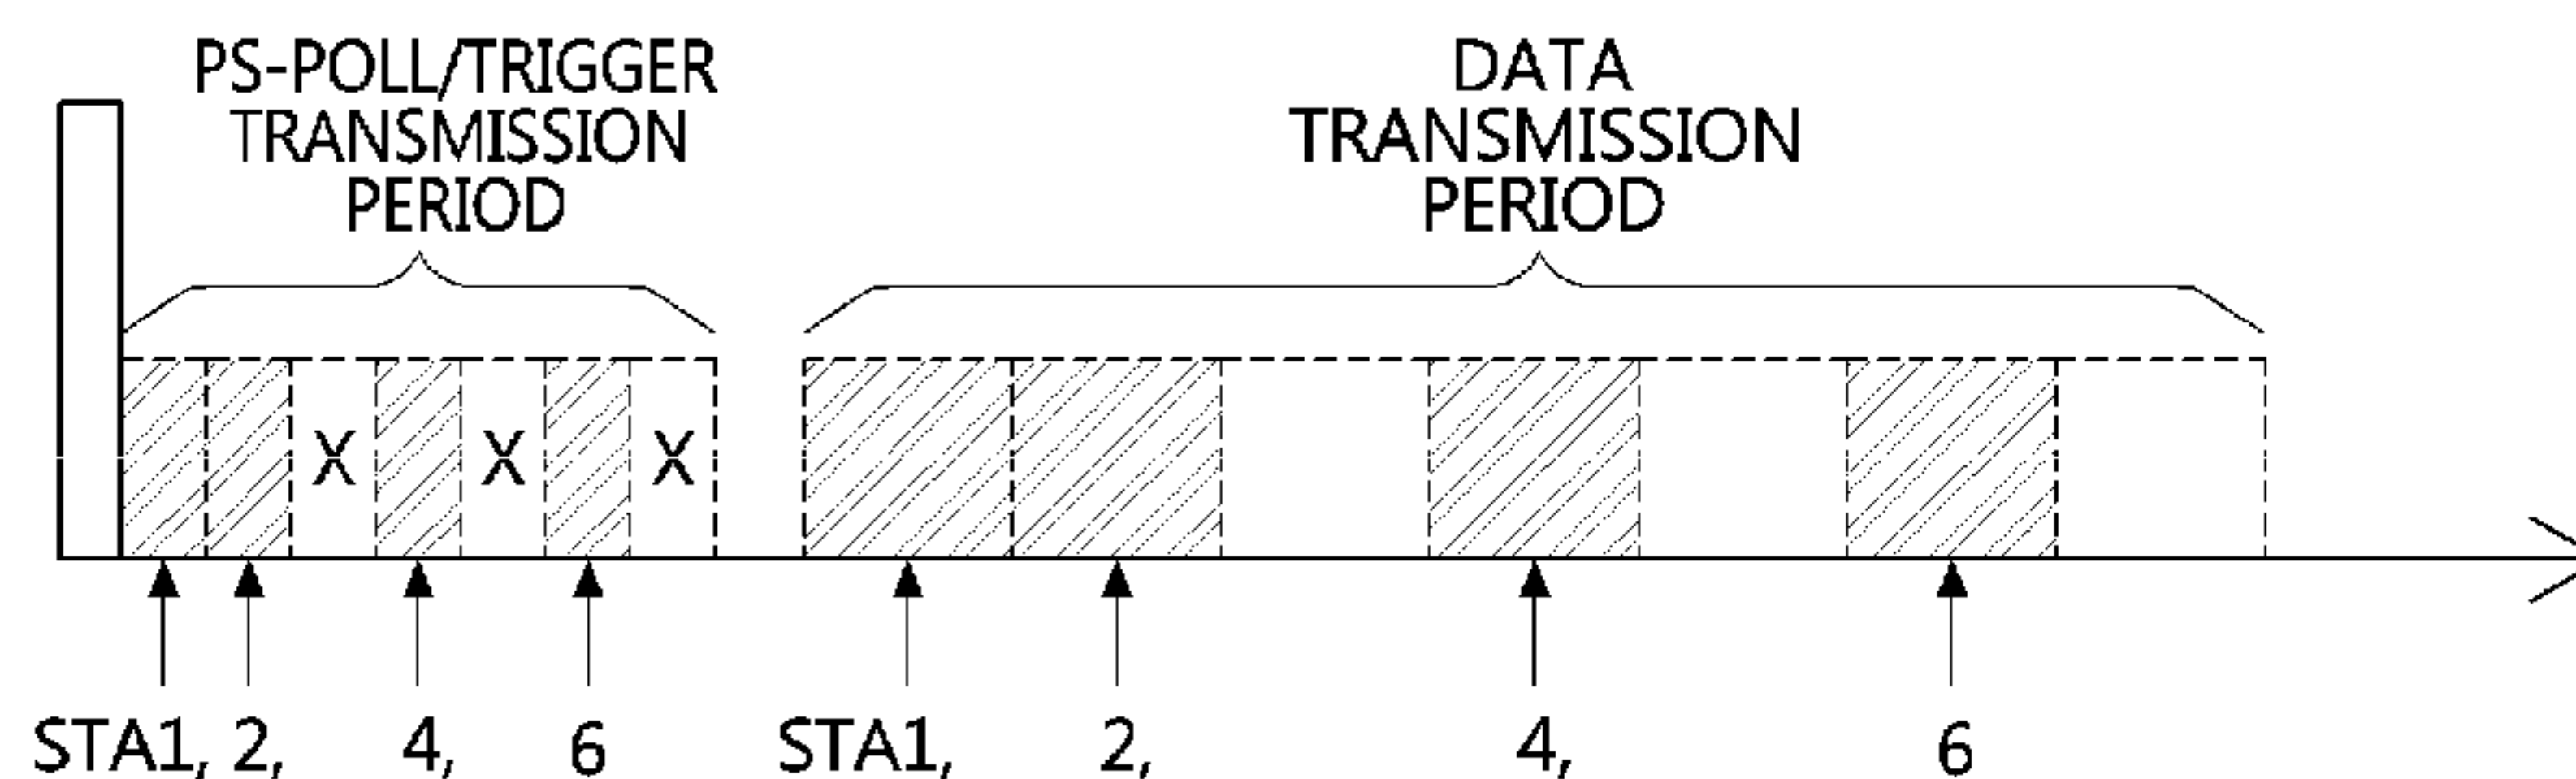 PS-POLL/TRIGGER
TRANSMISSION
PERIOD
DATA
TRANSMISSION
PERIOD
X X X
STA1, 2, 4, 6 STA1, 2, 4, 6